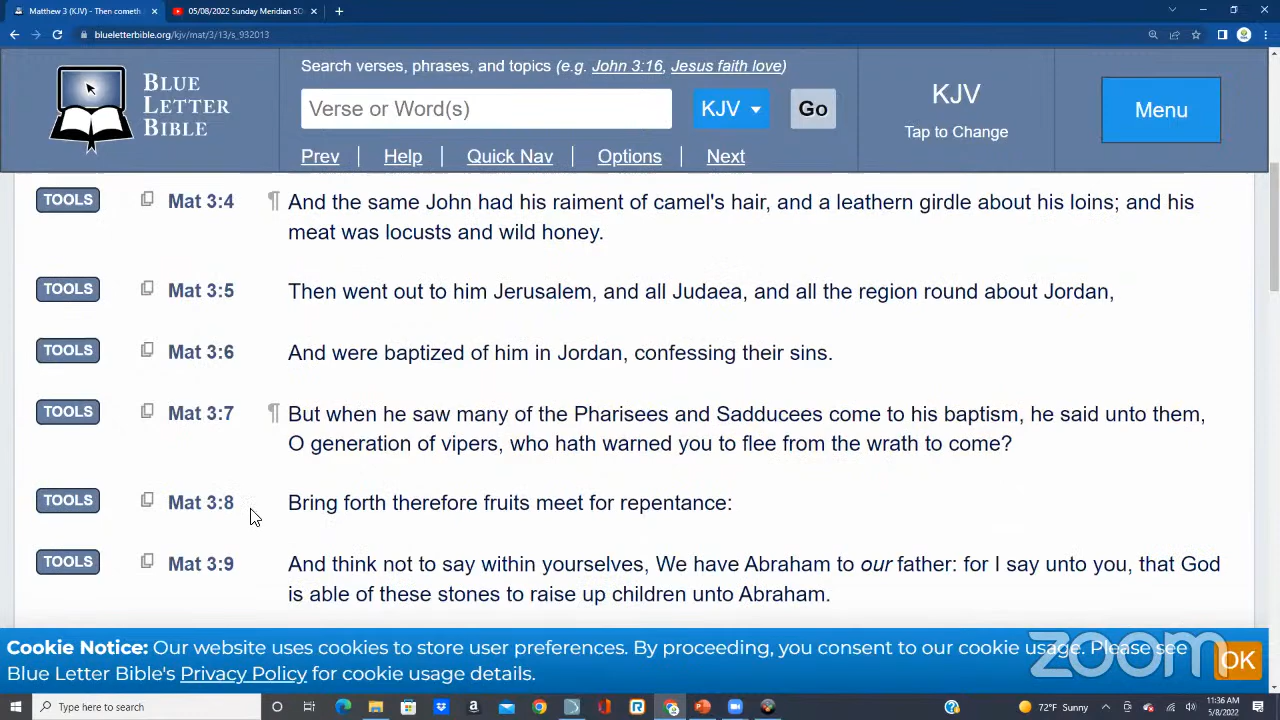 Matthew 3 (KJV) - Then cometh
05/08/2022 Sunday Meridian SD
blueletterbible.org/kjv/mat/3/13/s_932013
BLUE LETTER BIBLE
Search verses, phrases, and topics (e.g. John 3:16, Jesus faith love)
Verse or Word(s)
KJV
Go
Prev | Help | Quick Nav | Options | Next
KJV
Tap to Change
Menu
TOOLS Mat 3:4 ¶ And the same John had his raiment of camel's hair, and a leathern girdle about his loins; and his
meat was locusts and wild honey.
TOOLS Mat 3:5 Then went out to him Jerusalem, and all Judaea, and all the region round about Jordan,
TOOLS Mat 3:6 And were baptized of him in Jordan, confessing their sins.
TOOLS Mat 3:7 ¶ But when he saw many of the Pharisees and Sadducees come to his baptism, he said unto them,
O generation of vipers, who hath warned you to flee from the wrath to come?
TOOLS Mat 3:8 Bring forth therefore fruits meet for repentance:
TOOLS Mat 3:9 And think not to say within yourselves, We have Abraham to our father: for I say unto you, that God
is able of these stones to raise up children unto Abraham.
Cookie Notice: Our website uses cookies to store user preferences. By proceeding, you consent to our cookie usage. Please see
Blue Letter Bible's Privacy Policy for cookie usage details.
OK
zoom
Type here to search
72°F Sunny
11:36 AM
5/8/2022